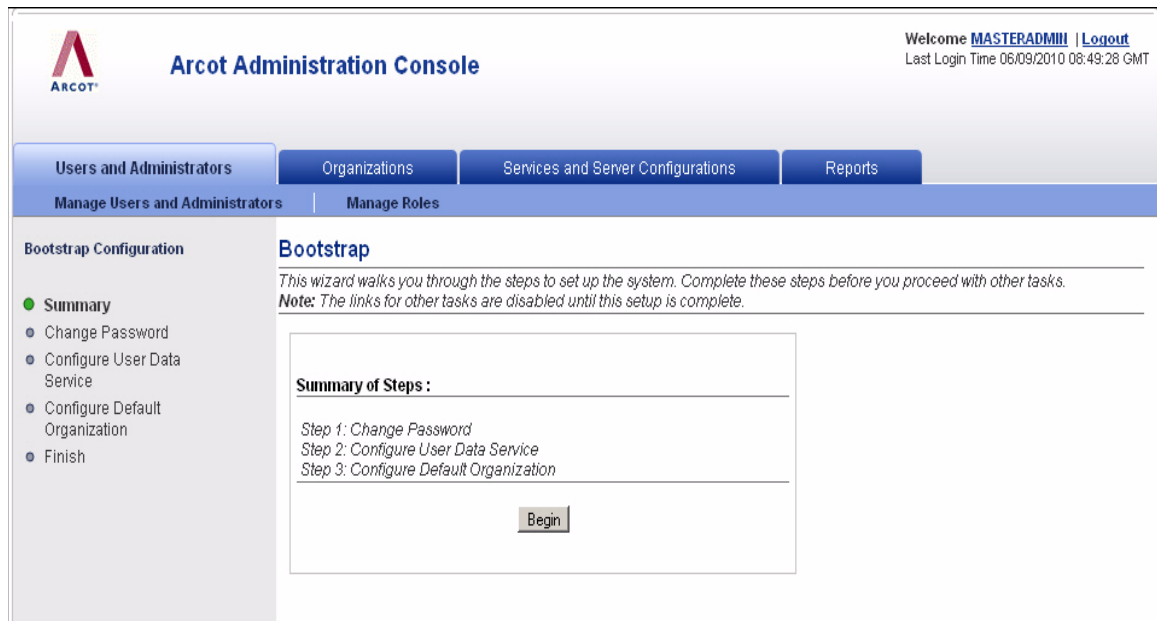 Welcome MASTERADMIN | Logout
Last Login Time 06/09/2010 08:49:28 GMT
ARCOT
Arcot Administration Console
Users and Administrators
Organizations
Services and Server Configurations
Reports
Manage Users and Administrators
Manage Roles
Bootstrap Configuration
Summary
Change Password
Configure User Data
Service
Configure Default
Organization
Finish
Bootstrap
This wizard walks you through the steps to set up the system. Complete these steps before you proceed with other tasks.
Note: The links for other tasks are disabled until this setup is complete.
Summary of Steps :
Step 1: Change Password
Step 2: Configure User Data Service
Step 3: Configure Default Organization
Begin